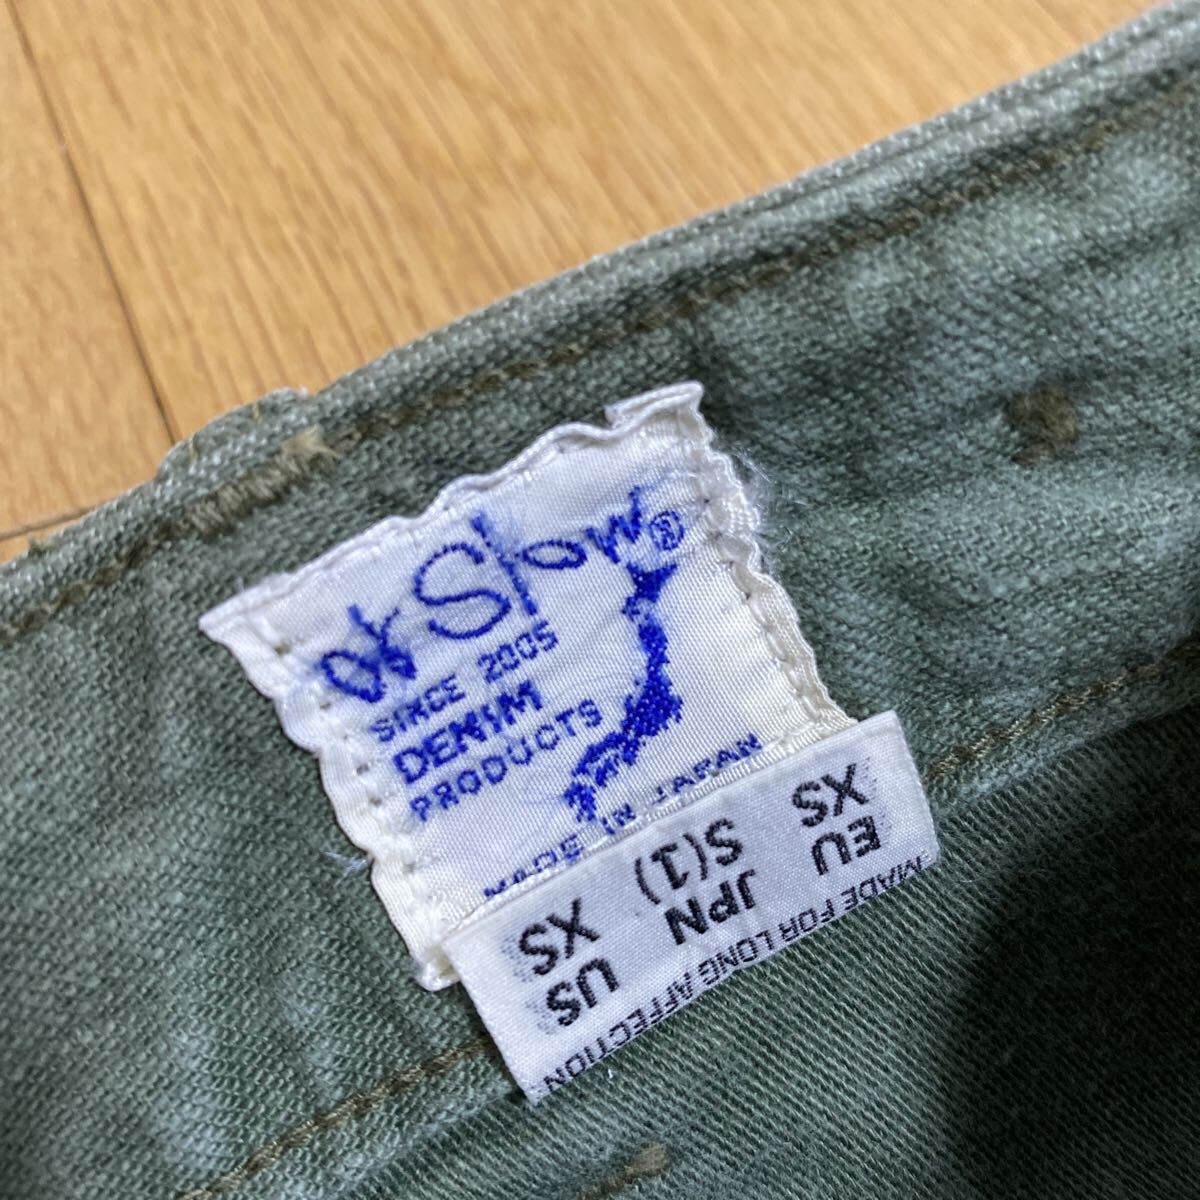 orslow®
SINCE 2005
DENIM
PRODUCTS
MADE IN JAPAN
XS S(1) XS
US JPN EU
"MADE FOR LONG AFFECTION"